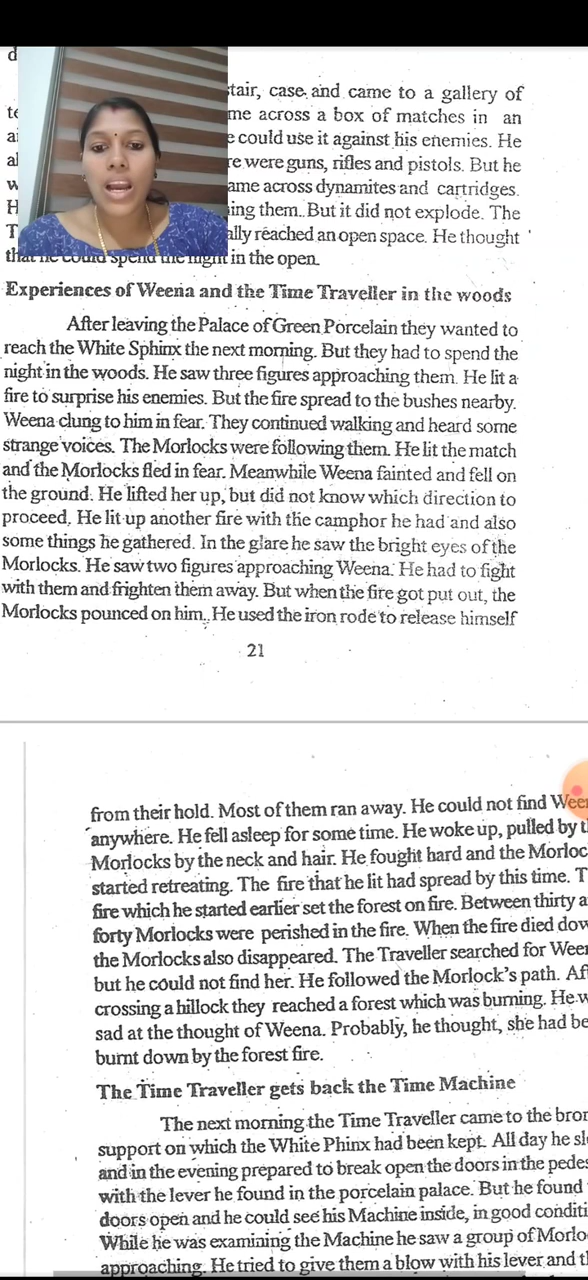 d
tair, case, and came to a gallery of
te me across a box of matches in an
ai e could use it against his enemies. He
al re were guns, rifles and pistols. But he
w ame across dynamites and cartridges.
H ing them. But it did not explode. The
T ally reached an open space. He thought
that he could spend the night in the open.
Experiences of Weena and the Time Traveller in the woods
After leaving the Palace of Green Porcelain they wanted to
reach the White Sphinx the next morning. But they had to spend the
night in the woods. He saw three figures approaching them. He lit a
fire to surprise his enemies. But the fire spread to the bushes nearby.
Weena clung to him in fear. They continued walking and heard some
strange voices. The Morlocks were following them. He lit the match
and the Morlocks fled in fear. Meanwhile Weena fainted and fell on
the ground. He lifted her up, but did not know which direction to
proceed. He lit up another fire with the camphor he had and also
some things he gathered. In the glare he saw the bright eyes of the
Morlocks. He saw two figures approaching Weena. He had to fight
with them and frighten them away. But when the fire got put out, the
Morlocks pounced on him. He used the iron rode to release himself
21
from their hold. Most of them ran away. He could not find Weer
anywhere. He fell asleep for some time. He woke up, pulled by t
Morlocks by the neck and hair. He fought hard and the Morloc
started retreating. The fire that he lit had spread by this time. T
fire which he started earlier set the forest on fire. Between thirty a
forty Morlocks were perished in the fire. When the fire died dow
the Morlocks also disappeared. The Traveller searched for Weer
but he could not find her. He followed the Morlock's path. Aft
crossing a hillock they reached a forest which was burning. He w
sad at the thought of Weena. Probably, he thought, she had be
burnt down by the forest fire.
The Time Traveller gets back the Time Machine
The next morning the Time Traveller came to the bror
support on which the White Phinx had been kept. All day he sl
and in the evening prepared to break open the doors in the pedes
with the lever he found in the porcelain palace. But he found
doors open and he could see his Machine inside, in good conditi
While he was examining the Machine he saw a group of Morlo
approaching. He tried to give them a blow with his lever and t